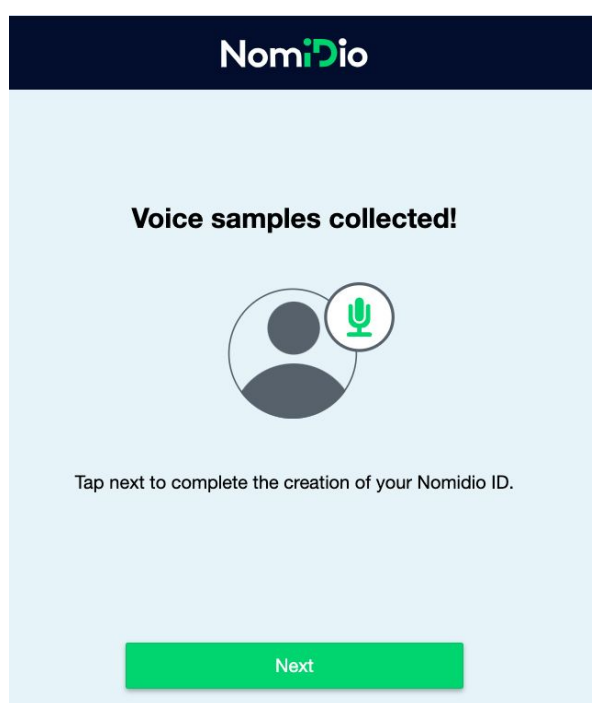 NomiDio
Voice samples collected!
Tap next to complete the creation of your Nomidio ID.
Next